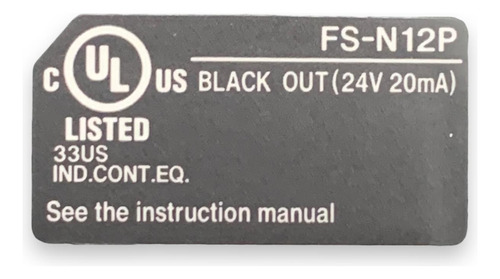 FS-N12P
C UL US BLACK OUT (24V 20mA)
LISTED
33US
IND.CONT.EQ.
See the instruction manual